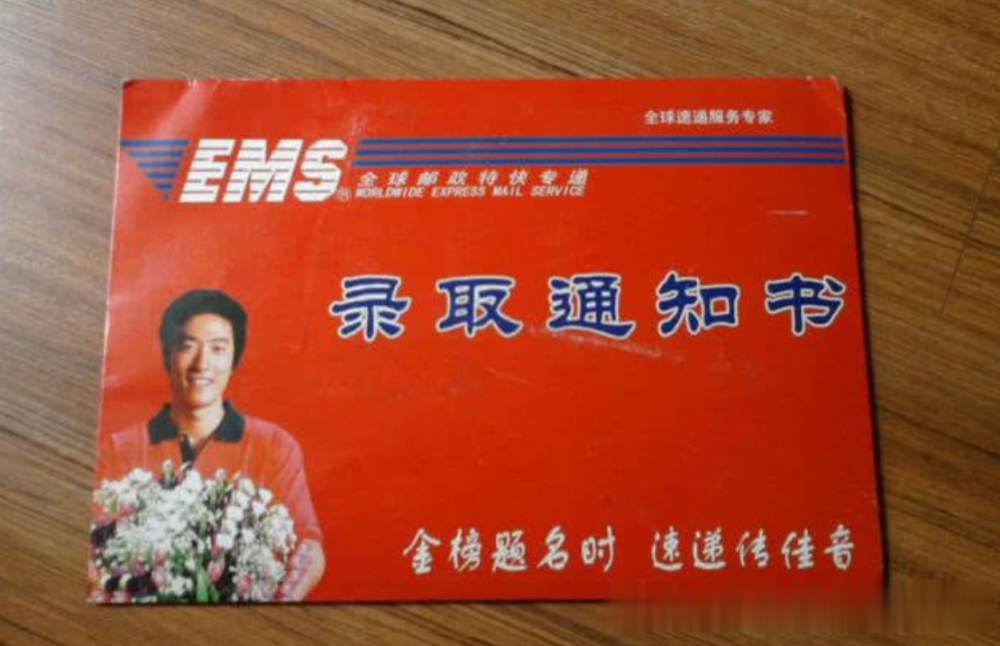 全球速递服务专家
EMS®
全球邮政特快专递
WORLDWIDE EXPRESS MAIL SERVICE
录取通知书
金榜题名时 速递传佳音